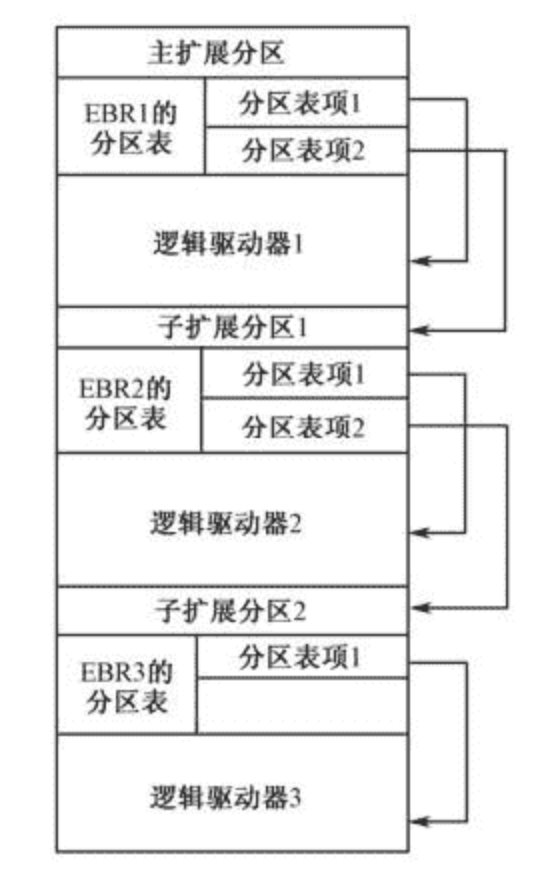 主扩展分区
EBR1的
分区表
分区表项1
分区表项2
逻辑驱动器1
子扩展分区1
EBR2的
分区表
分区表项1
分区表项2
逻辑驱动器2
子扩展分区2
EBR3的
分区表
分区表项1
逻辑驱动器3